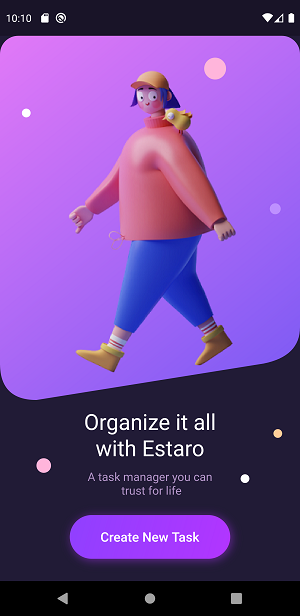 10:10
Organize it all
with Estaro
A task manager you can
trust for life
Create New Task